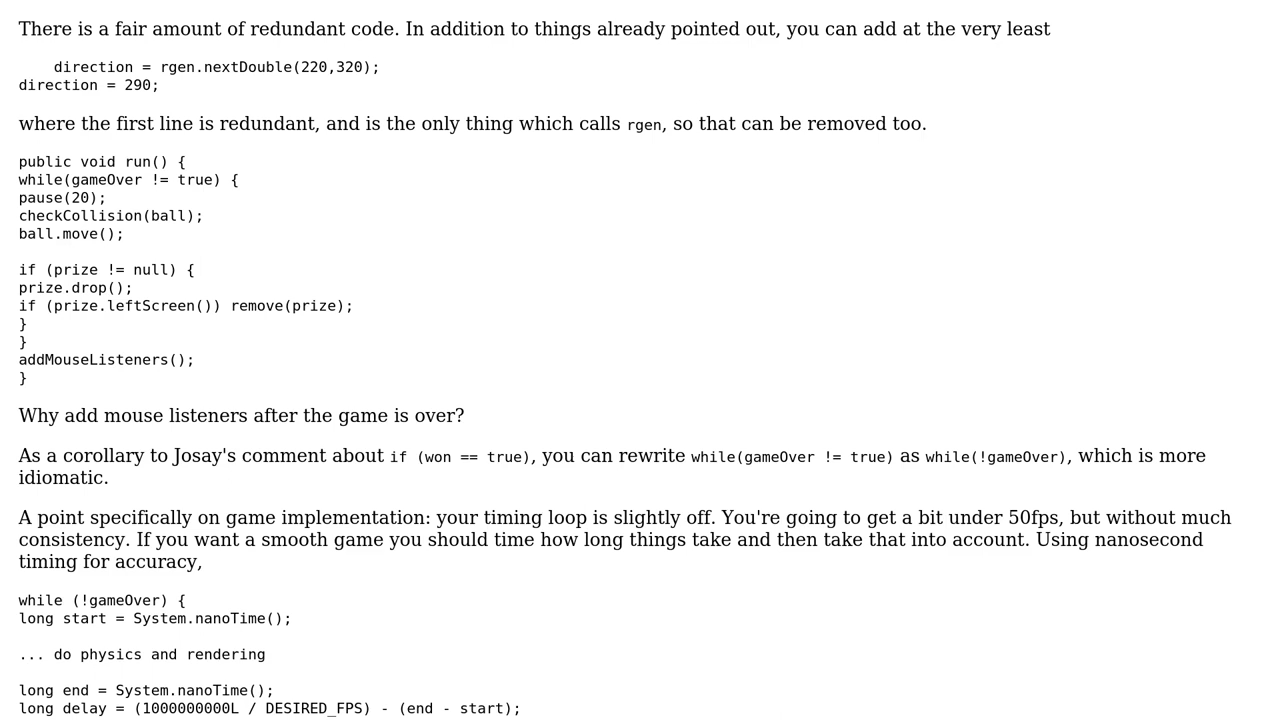 There is a fair amount of redundant code. In addition to things already pointed out, you can add at the very least
    direction = rgen.nextDouble(220,320);
direction = 290;
where the first line is redundant, and is the only thing which calls rgen, so that can be removed too.
public void run() {
while(gameOver != true) {
pause(20);
checkCollision(ball);
ball.move();
if (prize != null) {
prize.drop();
if (prize.leftScreen()) remove(prize);
}
}
addMouseListeners();
}
Why add mouse listeners after the game is over?
As a corollary to Josay's comment about if (won == true), you can rewrite while(gameOver != true) as while(!gameOver), which is more
idiomatic.
A point specifically on game implementation: your timing loop is slightly off. You're going to get a bit under 50fps, but without much
consistency. If you want a smooth game you should time how long things take and then take that into account. Using nanosecond
timing for accuracy,
while (!gameOver) {
long start = System.nanoTime();
... do physics and rendering
long end = System.nanoTime();
long delay = (1000000000L / DESIRED_FPS) - (end - start);